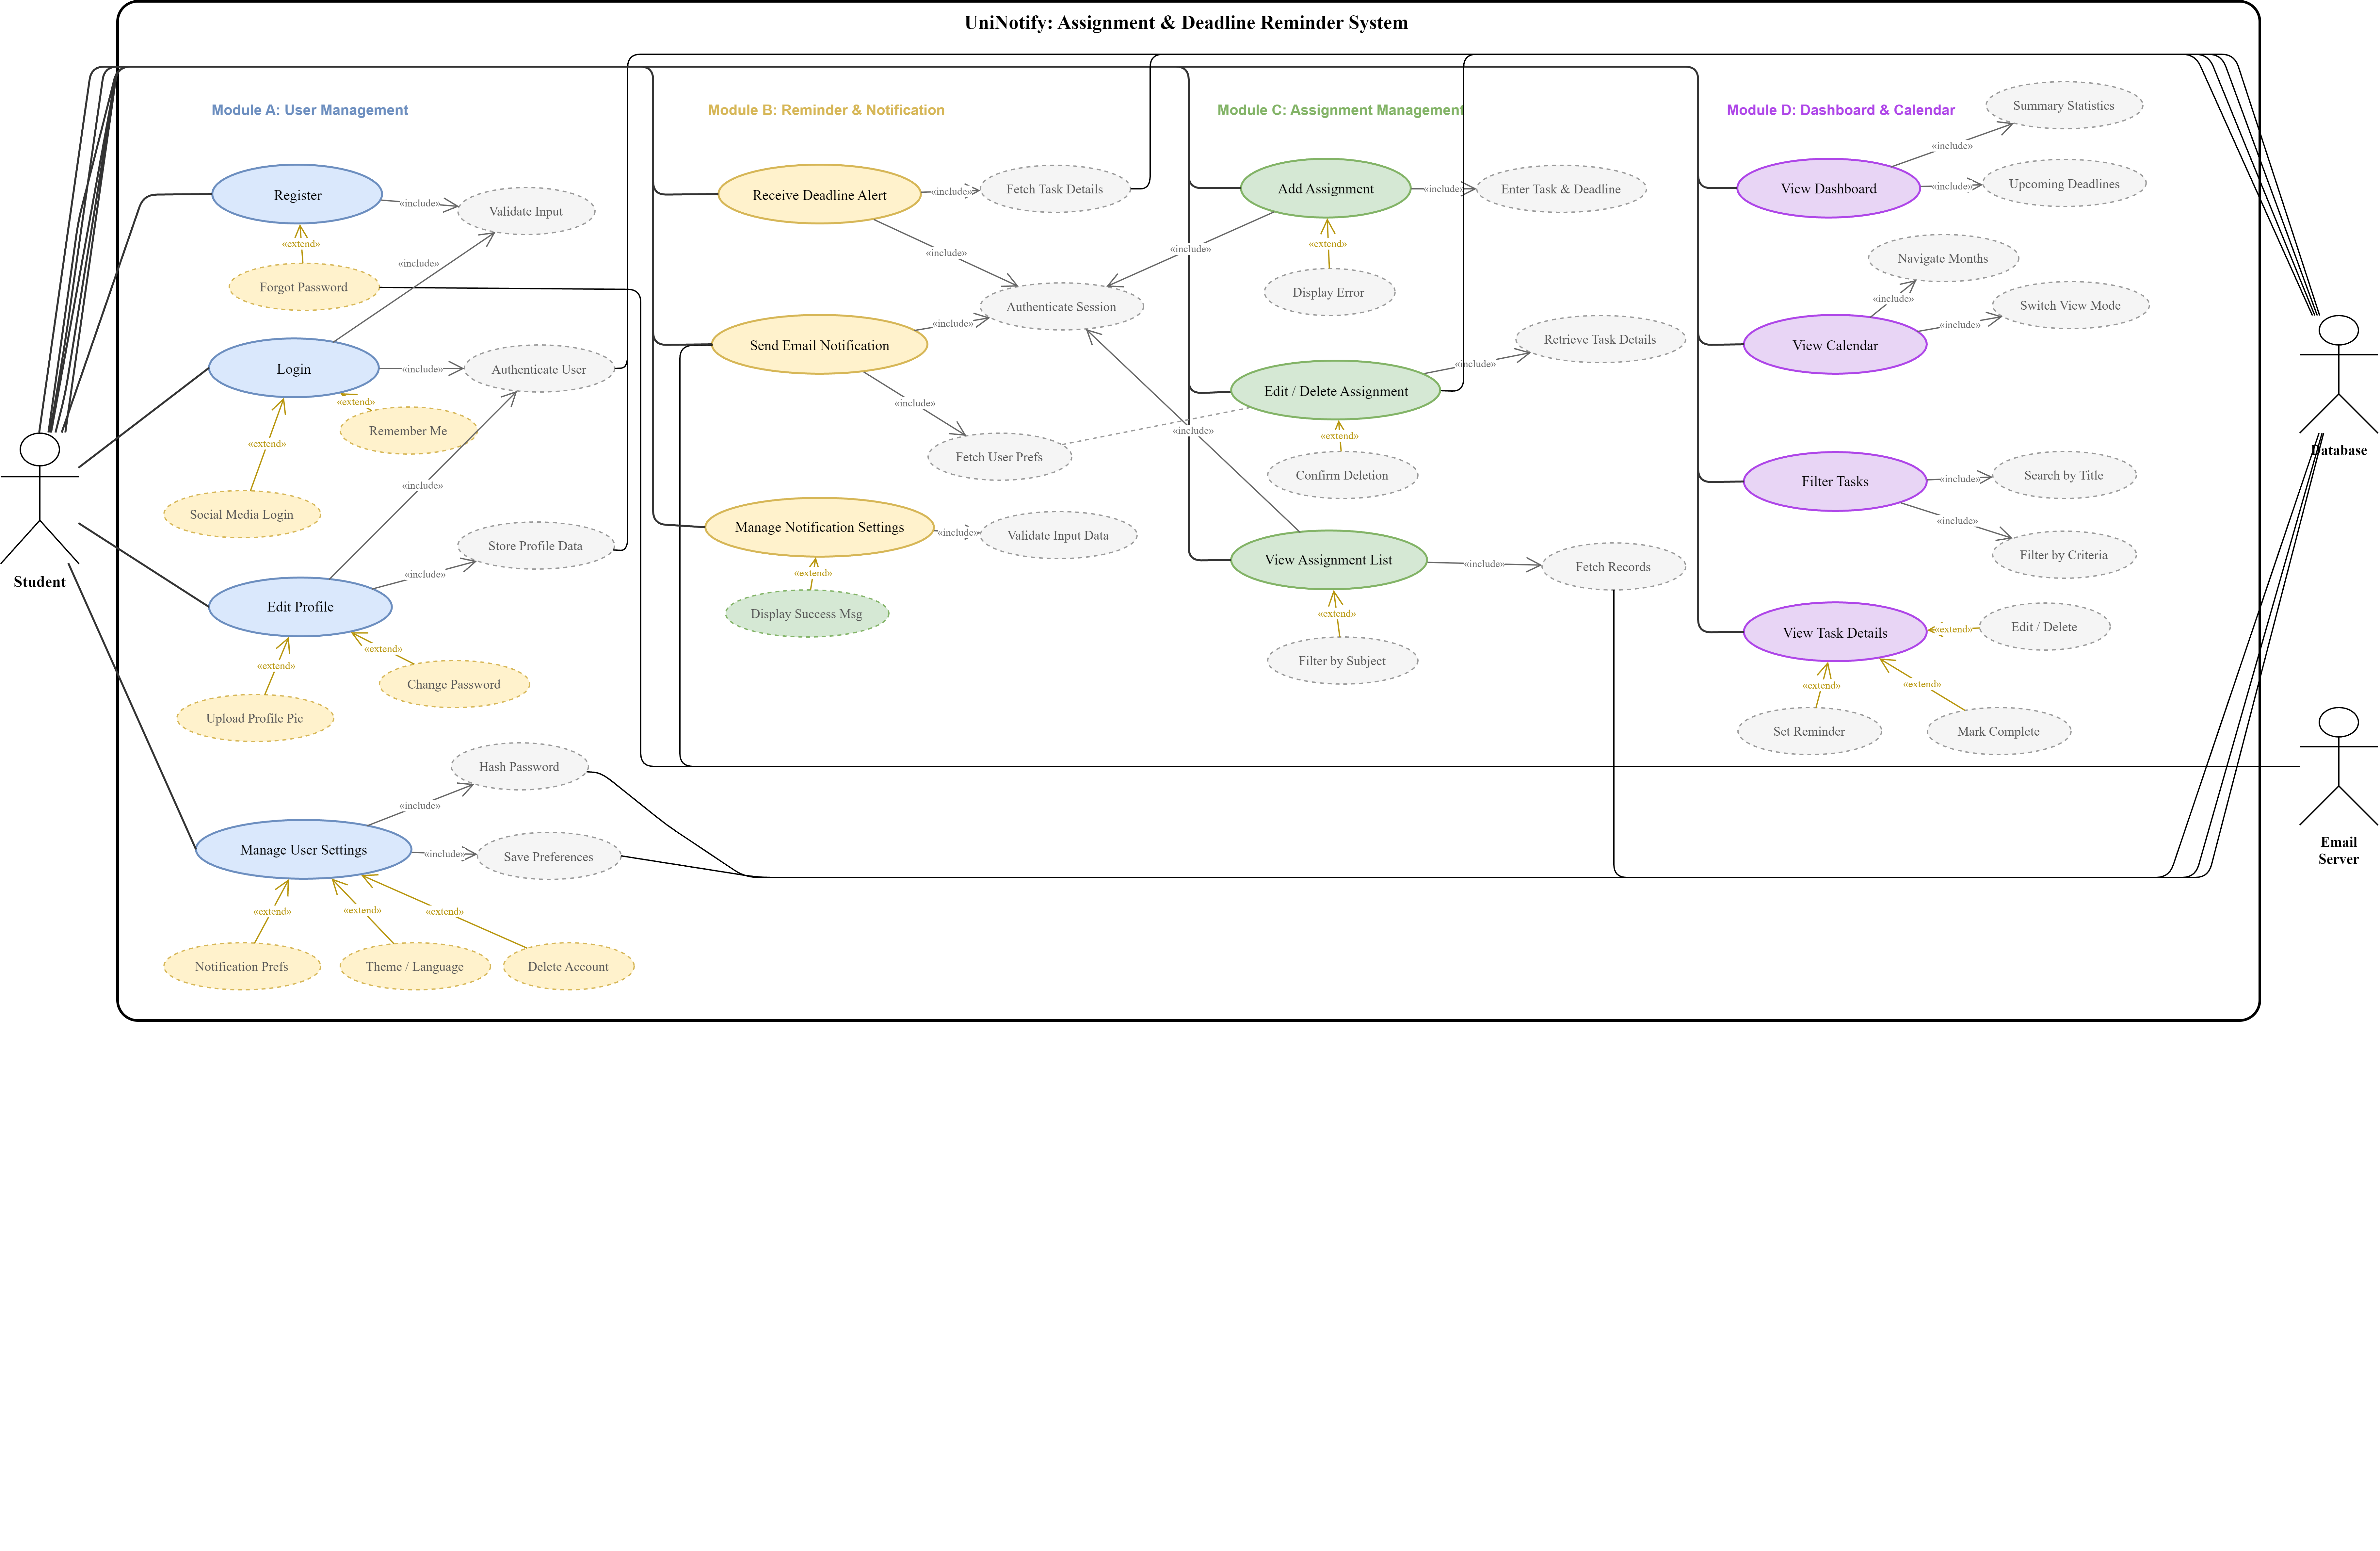 UniNotify: Assignment & Deadline Reminder System
Module A: User Management
Register
«include»
Validate Input
«extend»
Forgot Password
«include»
Login
«include»
Authenticate User
«extend»
Remember Me
«extend»
Social Media Login
«include»
Store Profile Data
«include»
Edit Profile
«extend»
Change Password
«extend»
Upload Profile Pic
Hash Password
«include»
Manage User Settings
«include»
Save Preferences
«extend»
«extend»
«extend»
Notification Prefs
Theme / Language
Delete Account
Module B: Reminder & Notification
Receive Deadline Alert
«include»
Fetch Task Details
«include»
Authenticate Session
Send Email Notification
«include»
«include»
Fetch User Prefs
Manage Notification Settings
«include»
Validate Input Data
«extend»
Display Success Msg
Module C: Assignment Management
Add Assignment
«include»
Enter Task & Deadline
«include»
«extend»
Display Error
Retrieve Task Details
«include»
Edit / Delete Assignment
«include»
«extend»
Confirm Deletion
View Assignment List
«include»
Fetch Records
«extend»
Filter by Subject
Module D: Dashboard & Calendar
Summary Statistics
«include»
View Dashboard
«include»
Upcoming Deadlines
Navigate Months
«include»
Switch View Mode
«include»
View Calendar
Filter Tasks
«include»
Search by Title
«include»
Filter by Criteria
View Task Details
«extend»
Edit / Delete
«extend»
«extend»
Set Reminder
Mark Complete
Student
Database
Email
Server